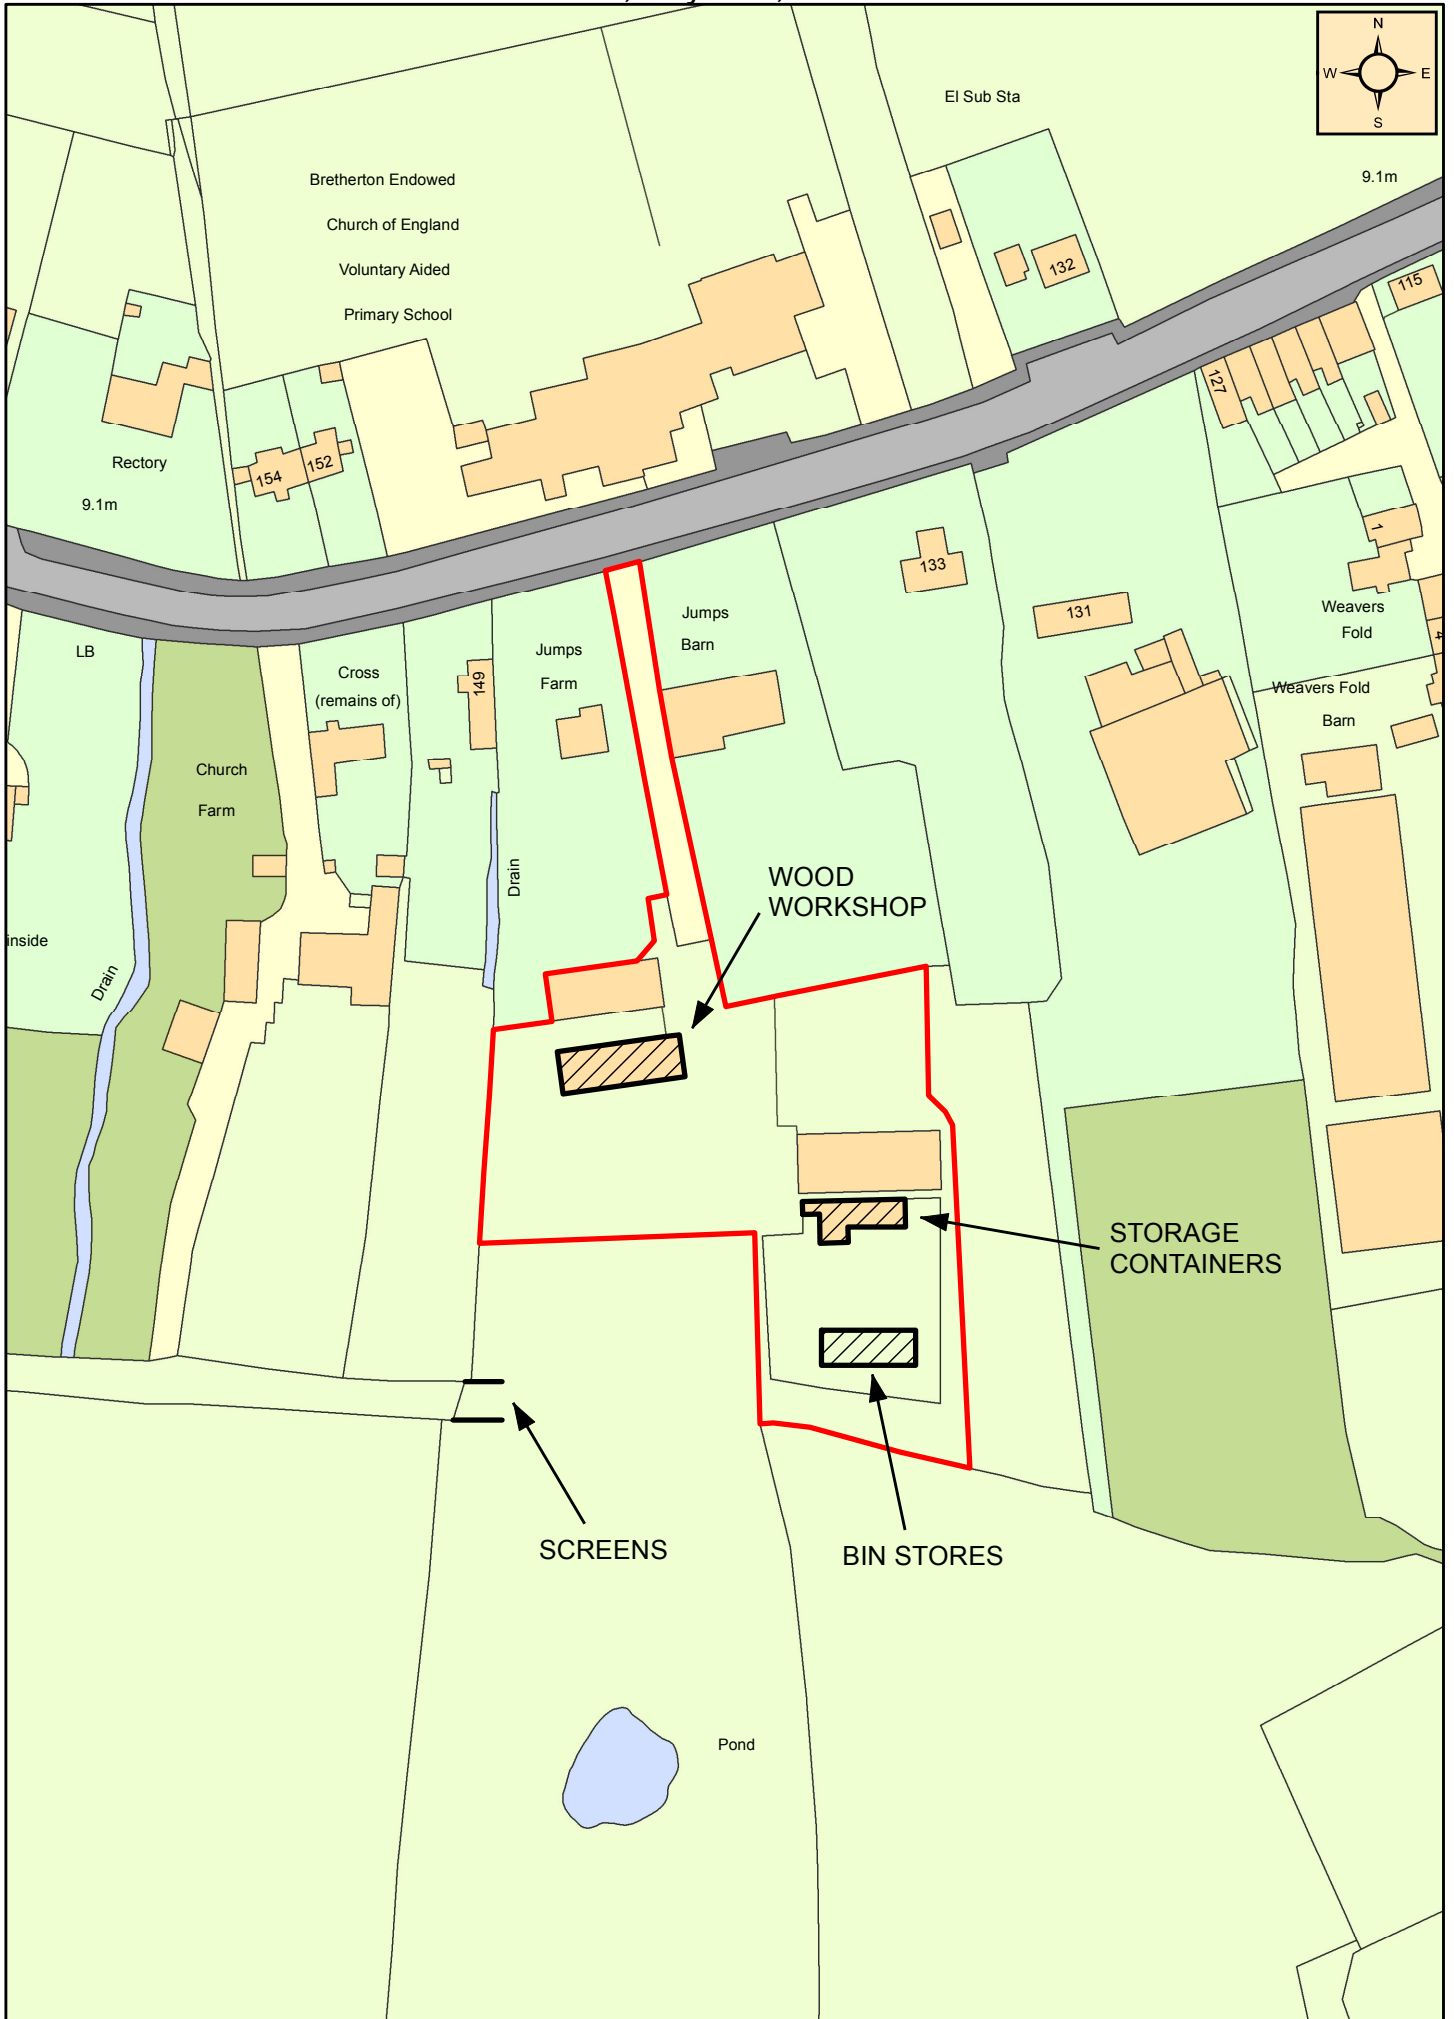 N
W
E
S
El Sub Sta
9.1m
Bretherton Endowed
Church of England
Voluntary Aided
Primary School
132
115
127
Rectory
154
152
9.1m
133
1
131
Weavers
Fold
4
LB
Cross
(remains of)
149
Jumps
Farm
Jumps
Barn
Weavers Fold
Barn
Church
Farm
Drain
WOOD
WORKSHOP
inside
Drain
STORAGE
CONTAINERS
SCREENS
BIN STORES
Pond